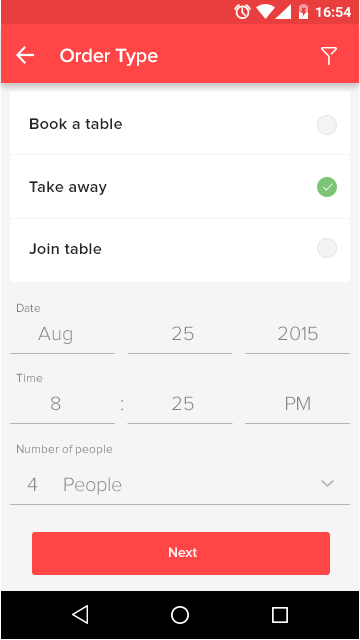 16:54
Order Type
Book a table
Take away
Join table
Date
Aug 25 2015
Time
8 : 25 PM
Number of people
4 People
Next